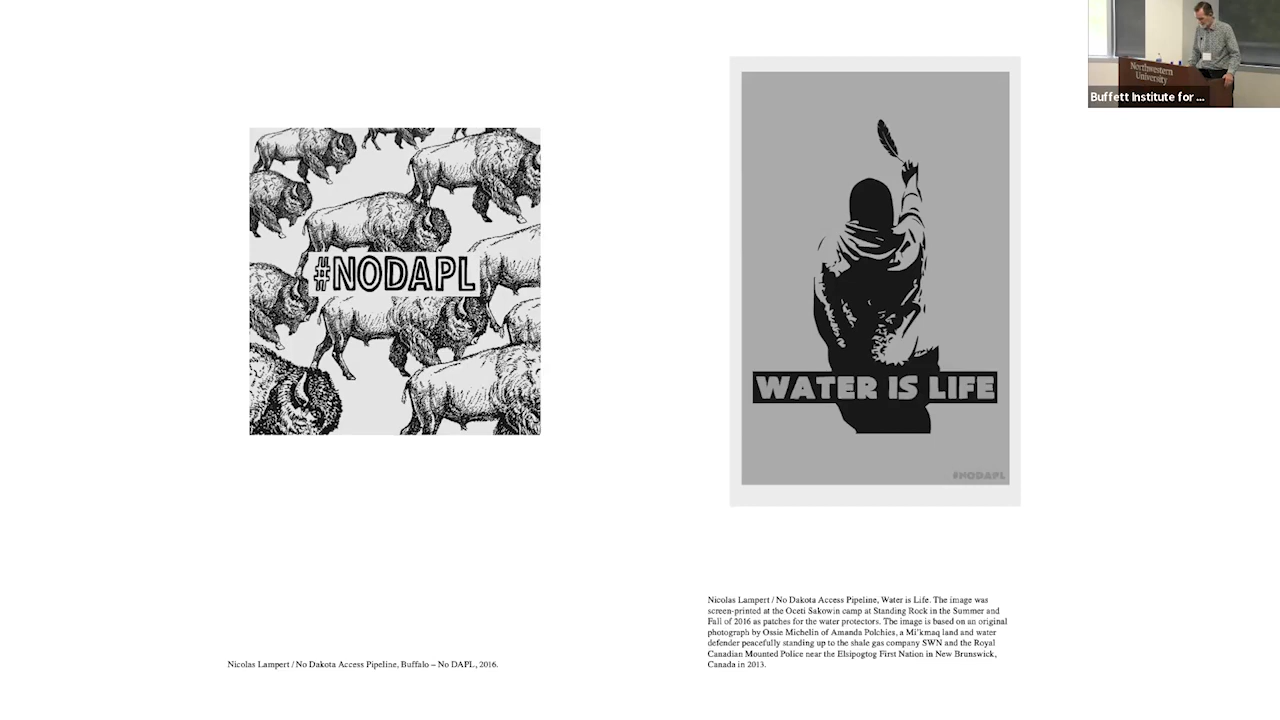 #NODAPL
WATER IS LIFE
#NODAPL
Nicolas Lampert / No Dakota Access Pipeline, Buffalo – No DAPL, 2016.
Nicolas Lampert / No Dakota Access Pipeline, Water is Life. The image was
screen-printed at the Oceti Sakowin camp at Standing Rock in the Summer and
Fall of 2016 as patches for the water protectors. The image is based on an original
photograph by Ossie Michelin of Amanda Polchies, a Mi'kmaq land and water
defender peacefully standing up to the shale gas company SWN and the Royal
Canadian Mounted Police near the Elsipogtog First Nation in New Brunswick,
Canada in 2013.
Northwestern
University
Buffett Institute for ...